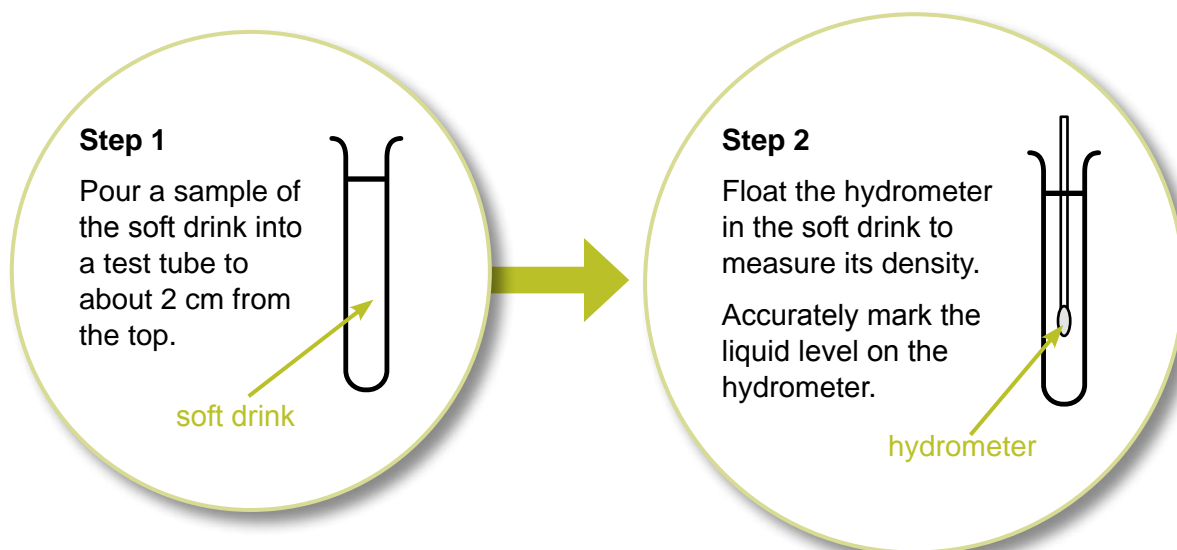 Step 1
Pour a sample of
the soft drink into
a test tube to
about 2 cm from
the top.
soft drink
Step 2
Float the hydrometer
in the soft drink to
measure its density.
Accurately mark the
liquid level on the
hydrometer.
hydrometer